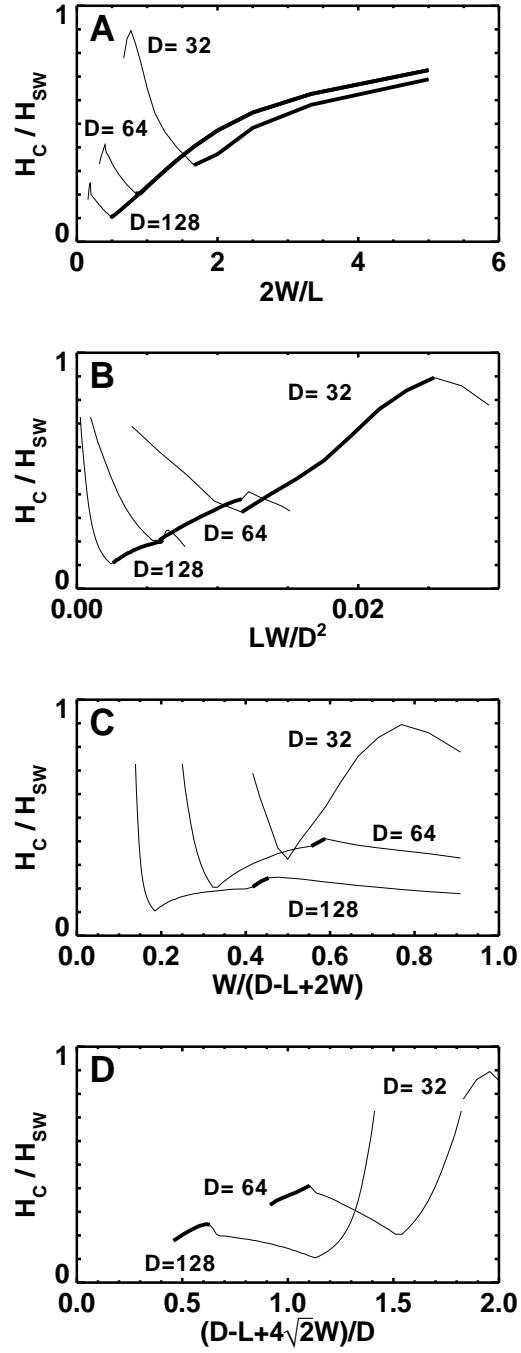 A
1
D= 32
H_C / H_SW
D= 64
D=128
0
0 2 4 6
2W/L
B
1
D= 32
H_C / H_SW
D= 64
D=128
0
0.00 0.02
LW/D²
C
1
D= 32
H_C / H_SW
D= 64
D=128
0
0.0 0.2 0.4 0.6 0.8 1.0
W/(D-L+2W)
D
1
D= 32
H_C / H_SW
D= 64
D=128
0
0.0 0.5 1.0 1.5 2.0
(D-L+4√2W)/D